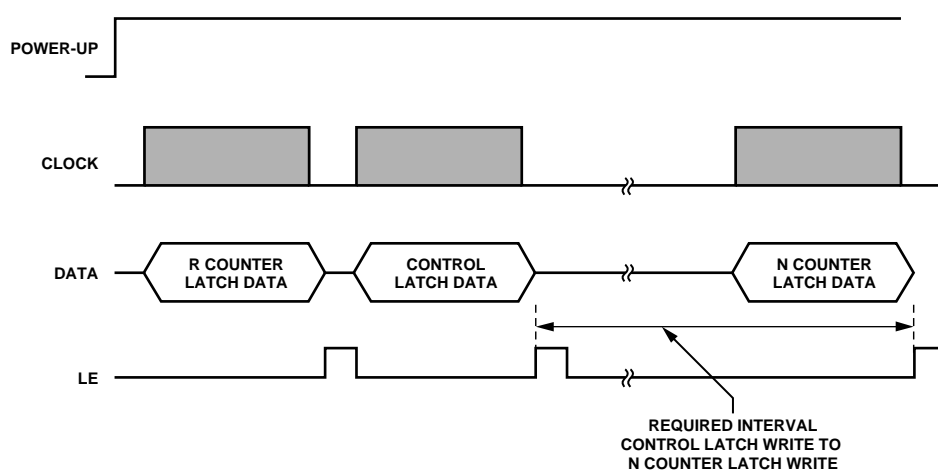 POWER-UP
CLOCK
DATA
R COUNTER
LATCH DATA
CONTROL
LATCH DATA
N COUNTER
LATCH DATA
LE
REQUIRED INTERVAL
CONTROL LATCH WRITE TO
N COUNTER LATCH WRITE